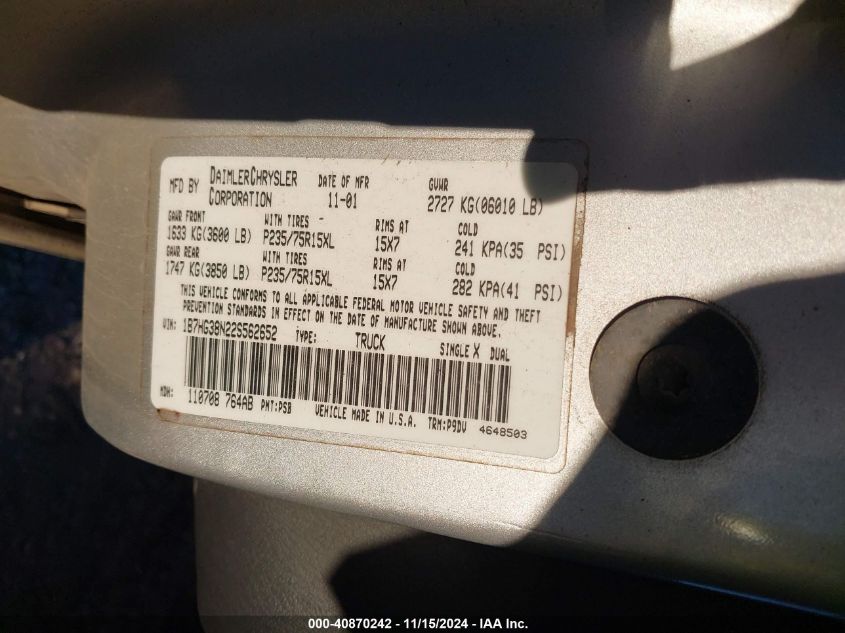 MFD BY DAIMLERCHRYSLER CORPORATION DATE OF MFR 11-01 GVWR 2727 KG(06010 LB)
GAWR FRONT WITH TIRES - RIMS AT COLD
1633 KG(3600 LB) P235/75R15XL 15X7 241 KPA(35 PSI)
GAWR REAR WITH TIRES RIMS AT COLD
1747 KG(3850 LB) P235/75R15XL 15X7 282 KPA(41 PSI)
THIS VEHICLE CONFORMS TO ALL APPLICABLE FEDERAL MOTOR VEHICLE SAFETY AND THEFT
PREVENTION STANDARDS IN EFFECT ON THE DATE OF MANUFACTURE SHOWN ABOVE.
VIN: 1B7HG38N22S562652 TYPE: TRUCK SINGLE X DUAL
MDH: 110708 764AB PNT:PSB VEHICLE MADE IN U.S.A. TRM:P9DV 4648503
000-40870242 - 11/15/2024 - IAA Inc.